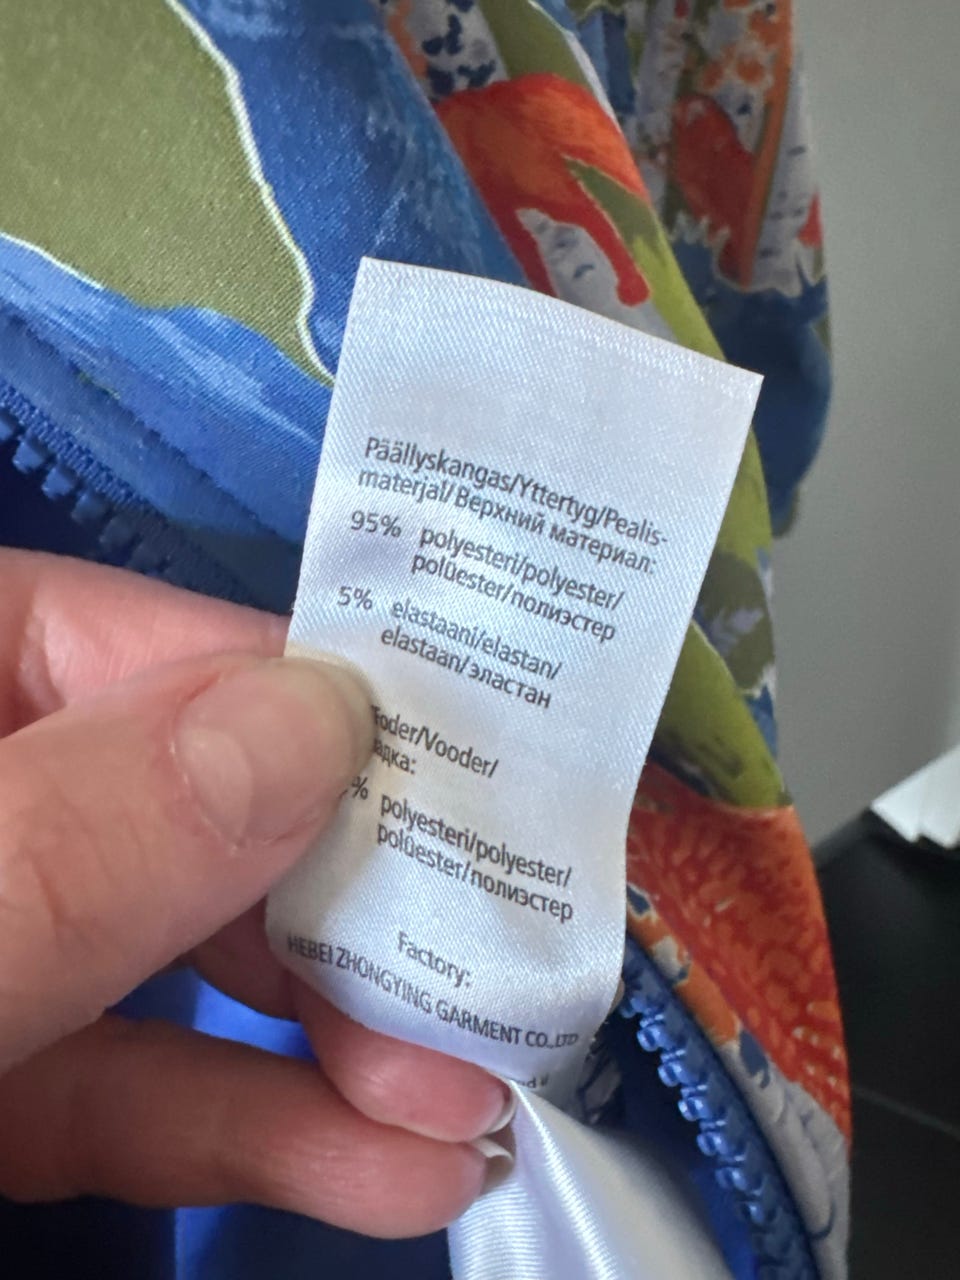 Päällyskangas/Yttertyg/Pealis-
materjal/Верхний материал:
95% polyesteri/polyester/
polüester/полиэстер
5% elastaani/elastan/
elastaan/эластан
Foder/Vooder/
%
polyesteri/polyester/
polüester/полиэстер
Factory:
HEBEI ZHONGYING GARMENT CO.,LTD